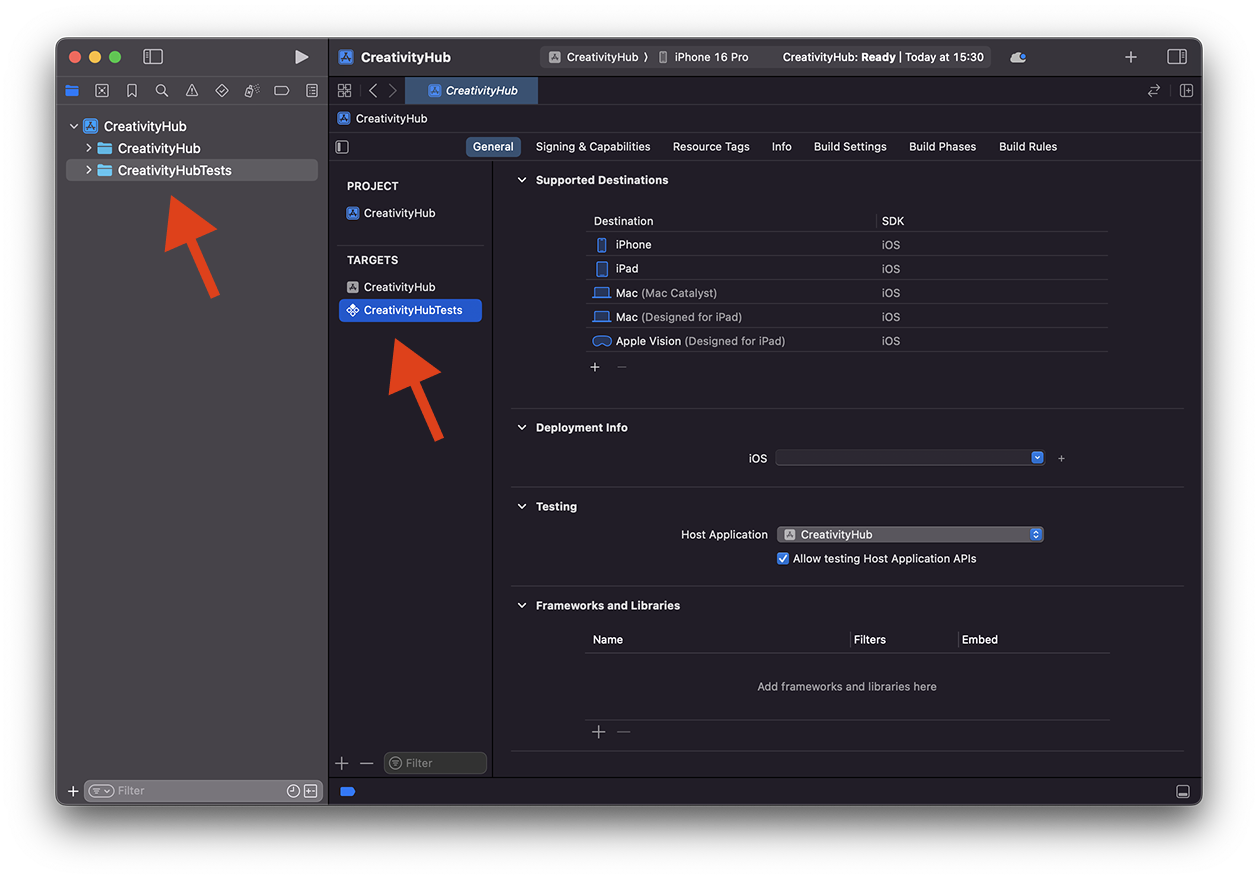 CreativityHub
CreativityHub
CreativityHubTests
Filter
CreativityHub
CreativityHub ⟩ iPhone 16 Pro
CreativityHub: Ready | Today at 15:30
CreativityHub
CreativityHub
General Signing & Capabilities Resource Tags Info Build Settings Build Phases Build Rules
PROJECT
CreativityHub
TARGETS
CreativityHub
CreativityHubTests
Filter
Supported Destinations
Destination SDK
iPhone iOS
iPad iOS
Mac (Mac Catalyst) iOS
Mac (Designed for iPad) iOS
Apple Vision (Designed for iPad) iOS
Deployment Info
iOS
Testing
Host Application CreativityHub
Allow testing Host Application APIs
Frameworks and Libraries
Name Filters Embed
Add frameworks and libraries here